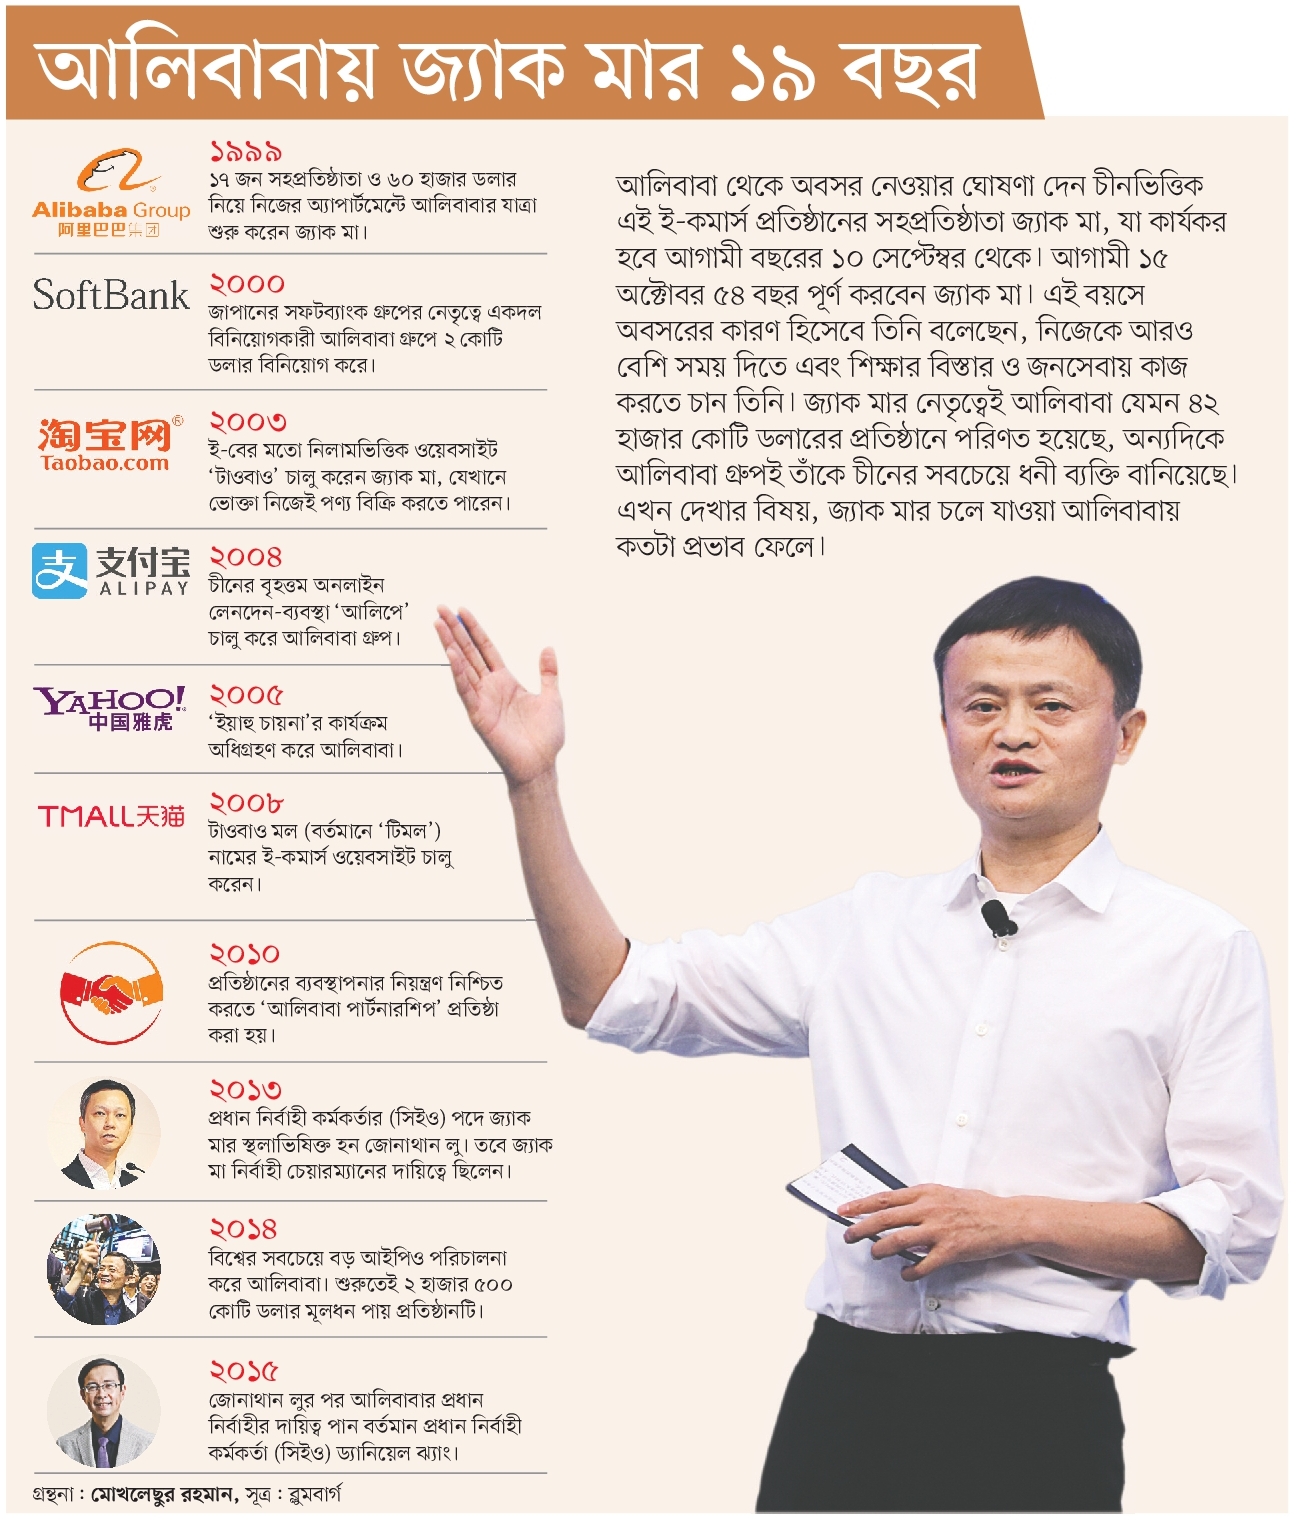 আলিবাবায় জ্যাক মার ১৯ বছর
Alibaba Group
阿里巴巴集团
১৯৯৯
১৭ জন সহপ্রতিষ্ঠাতা ও ৬০ হাজার ডলার
নিয়ে নিজের অ্যাপার্টমেন্টে আলিবাবার যাত্রা
শুরু করেন জ্যাক মা।
SoftBank
২০০০
জাপানের সফটব্যাংক গ্রুপের নেতৃত্বে একদল
বিনিয়োগকারী আলিবাবা গ্রুপে ২ কোটি
ডলার বিনিয়োগ করে।
淘宝网®
Taobao.com
২০০৩
ই-বের মতো নিলামভিত্তিক ওয়েবসাইট
‘টাওবাও’ চালু করেন জ্যাক মা, যেখানে
ভোক্তা নিজেই পণ্য বিক্রি করতে পারেন।
支 支付宝
ALIPAY
২০০৪
চীনের বৃহত্তম অনলাইন
লেনদেন-ব্যবস্থা ‘আলিপে’
চালু করে আলিবাবা গ্রুপ।
YAHOO!
中国雅虎
২০০৫
‘ইয়াহু চায়না’র কার্যক্রম
অধিগ্রহণ করে আলিবাবা।
TMALL天猫
২০০৮
টাওবাও মল (বর্তমানে ‘টিমল’)
নামের ই-কমার্স ওয়েবসাইট চালু
করেন।
২০১০
প্রতিষ্ঠানের ব্যবস্থাপনার নিয়ন্ত্রণ নিশ্চিত
করতে ‘আলিবাবা পার্টনারশিপ’ প্রতিষ্ঠা
করা হয়।
২০১৩
প্রধান নির্বাহী কর্মকর্তার (সিইও) পদে জ্যাক
মার স্থলাভিষিক্ত হন জোনাথান লু। তবে জ্যাক
মা নির্বাহী চেয়ারম্যানের দায়িত্বে ছিলেন।
২০১৪
বিশ্বের সবচেয়ে বড় আইপিও পরিচালনা
করে আলিবাবা। শুরুতেই ২ হাজার ৫০০
কোটি ডলার মূলধন পায় প্রতিষ্ঠানটি।
২০১৫
জোনাথান লুর পর আলিবাবার প্রধান
নির্বাহীর দায়িত্ব পান বর্তমান প্রধান নির্বাহী
কর্মকর্তা (সিইও) ড্যানিয়েল ঝ্যাং।
আলিবাবা থেকে অবসর নেওয়ার ঘোষণা দেন চীনভিত্তিক
এই ই-কমার্স প্রতিষ্ঠানের সহপ্রতিষ্ঠাতা জ্যাক মা, যা কার্যকর
হবে আগামী বছরের ১০ সেপ্টেম্বর থেকে। আগামী ১৫
অক্টোবর ৫৪ বছর পূর্ণ করবেন জ্যাক মা। এই বয়সে
অবসরের কারণ হিসেবে তিনি বলেছেন, নিজেকে আরও
বেশি সময় দিতে এবং শিক্ষার বিস্তার ও জনসেবায় কাজ
করতে চান তিনি। জ্যাক মার নেতৃত্বেই আলিবাবা যেমন ৪২
হাজার কোটি ডলারের প্রতিষ্ঠানে পরিণত হয়েছে, অন্যদিকে
আলিবাবা গ্রুপই তাঁকে চীনের সবচেয়ে ধনী ব্যক্তি বানিয়েছে।
এখন দেখার বিষয়, জ্যাক মার চলে যাওয়া আলিবাবায়
কতটা প্রভাব ফেলে।
গ্রন্থনা : মোখলেছুর রহমান, সূত্র : ব্লুমবার্গ